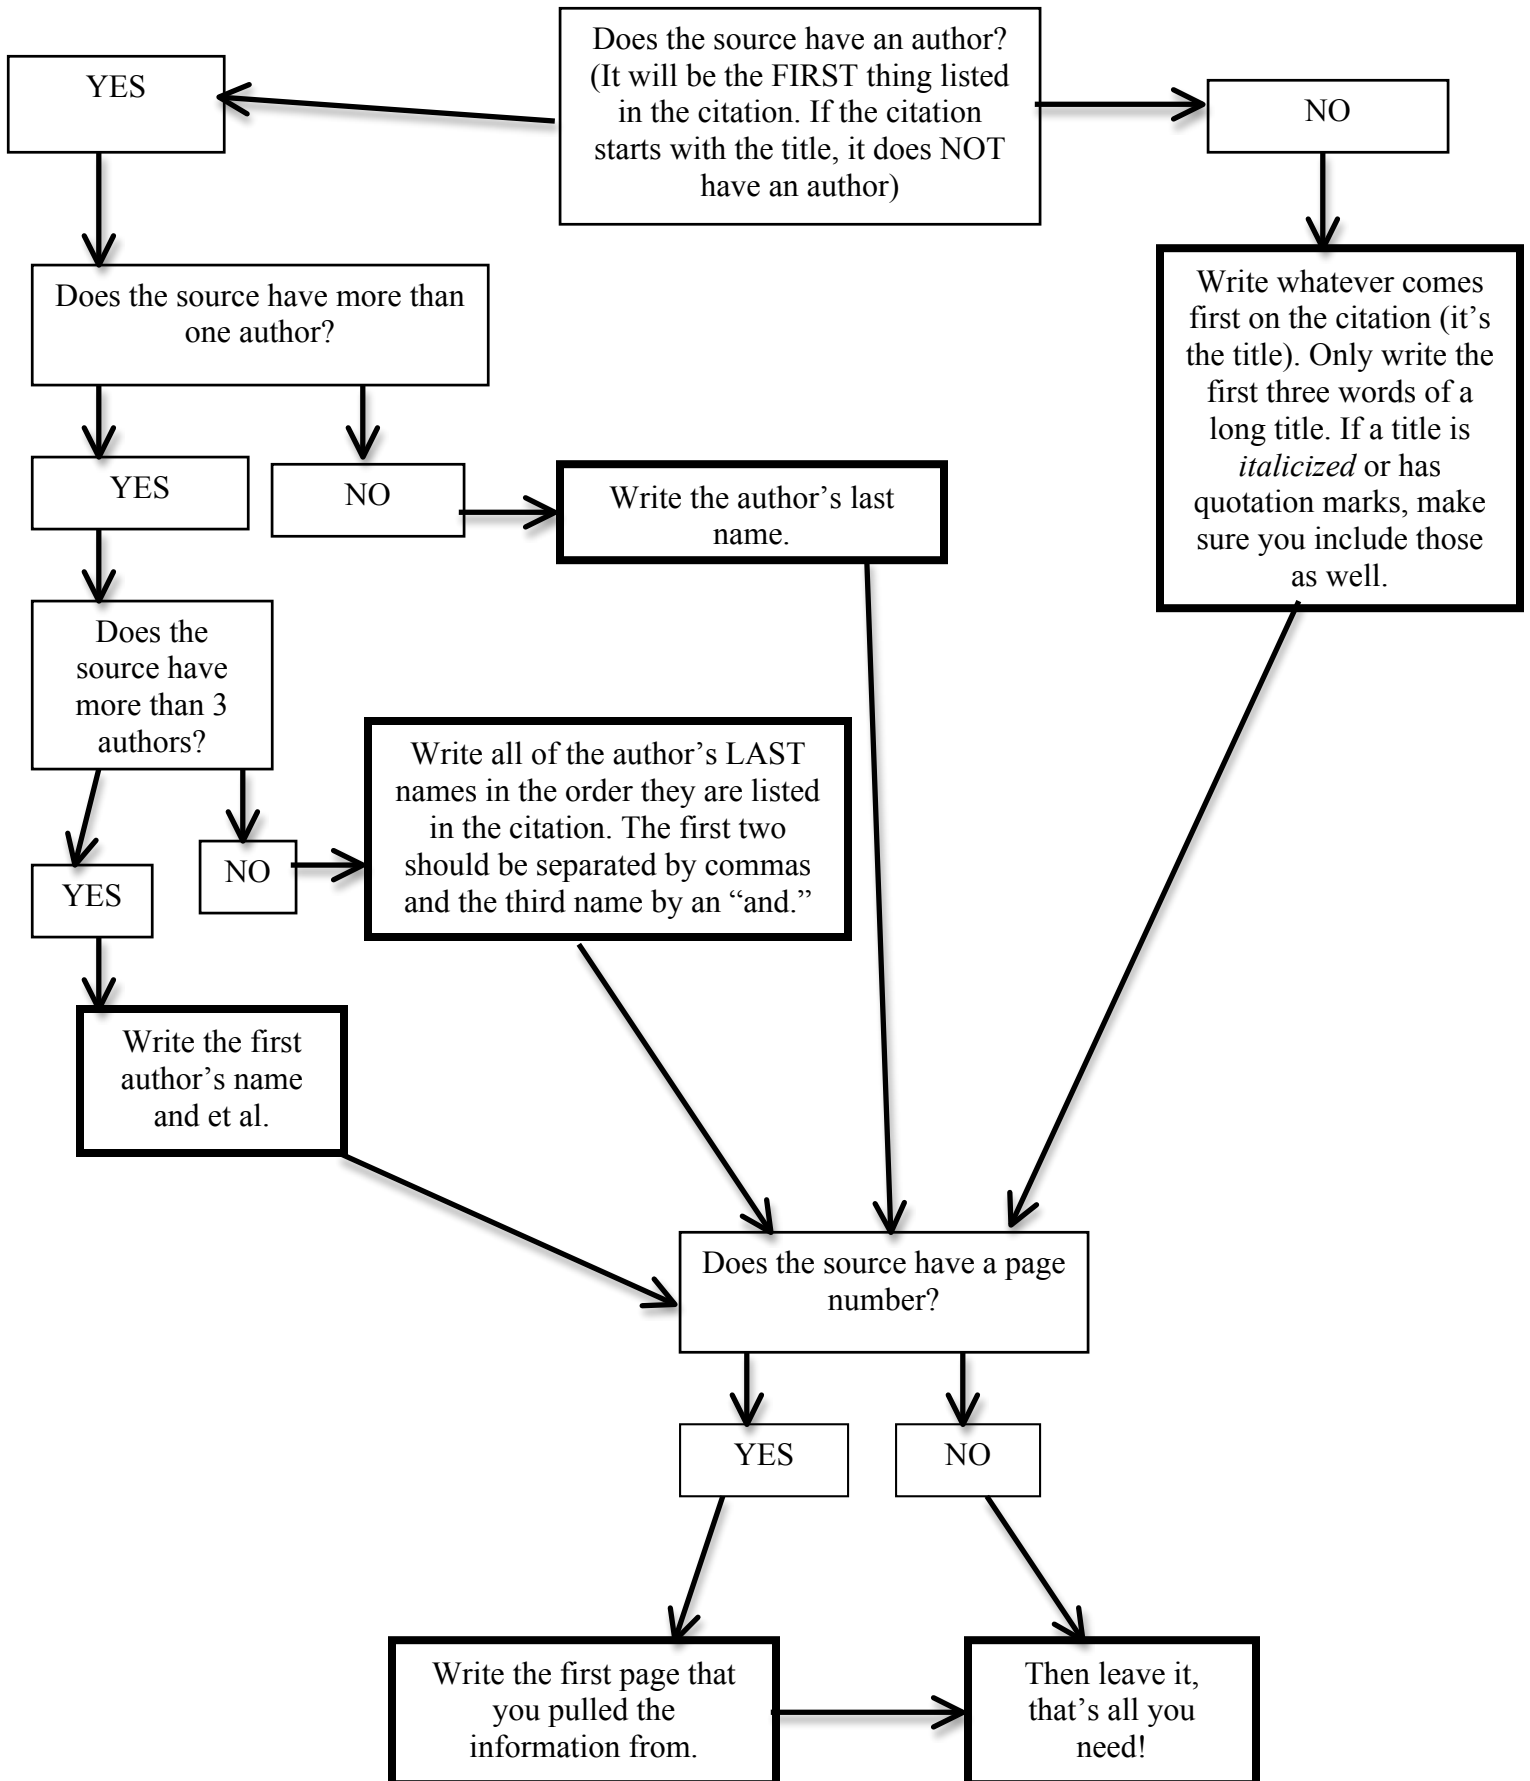 Does the source have an author?
(It will be the FIRST thing listed
in the citation. If the citation
starts with the title, it does NOT
have an author)
YES
NO
Does the source have more than
one author?
Write whatever comes
first on the citation (it’s
the title). Only write the
first three words of a
long title. If a title is
italicized or has
quotation marks, make
sure you include those
as well.
YES
NO
Write the author’s last
name.
Does the
source have
more than 3
authors?
Write all of the author’s LAST
names in the order they are listed
in the citation. The first two
should be separated by commas
and the third name by an “and.”
YES
NO
Write the first
author’s name
and et al.
Does the source have a page
number?
YES
NO
Write the first page that
you pulled the
information from.
Then leave it,
that’s all you
need!